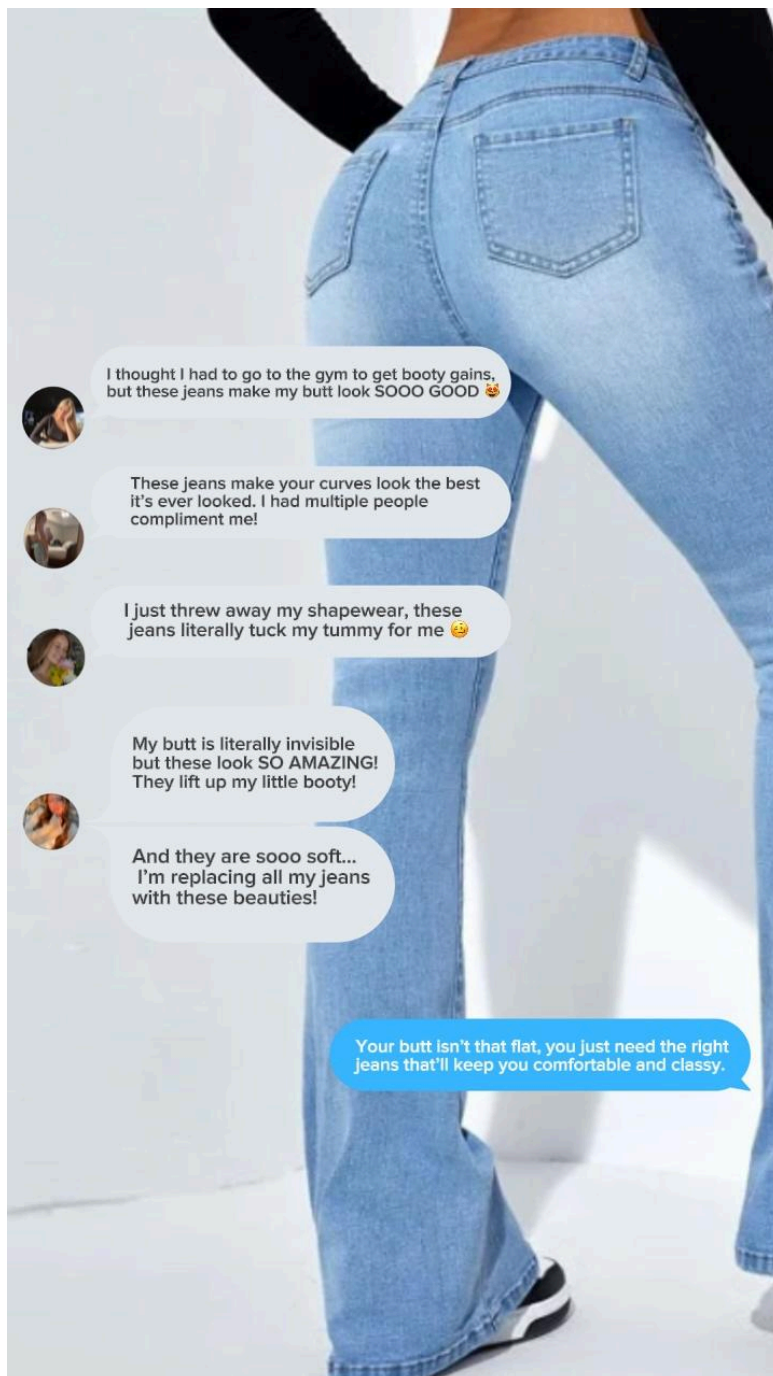 I thought I had to go to the gym to get booty gains,
but these jeans make my butt look SOOO GOOD 😻
These jeans make your curves look the best
it's ever looked. I had multiple people
compliment me!
I just threw away my shapewear, these
jeans literally tuck my tummy for me 🥴
My butt is literally invisible
but these look SO AMAZING!
They lift up my little booty!
And they are sooo soft...
I'm replacing all my jeans
with these beauties!
Your butt isn't that flat, you just need the right
jeans that'll keep you comfortable and classy.